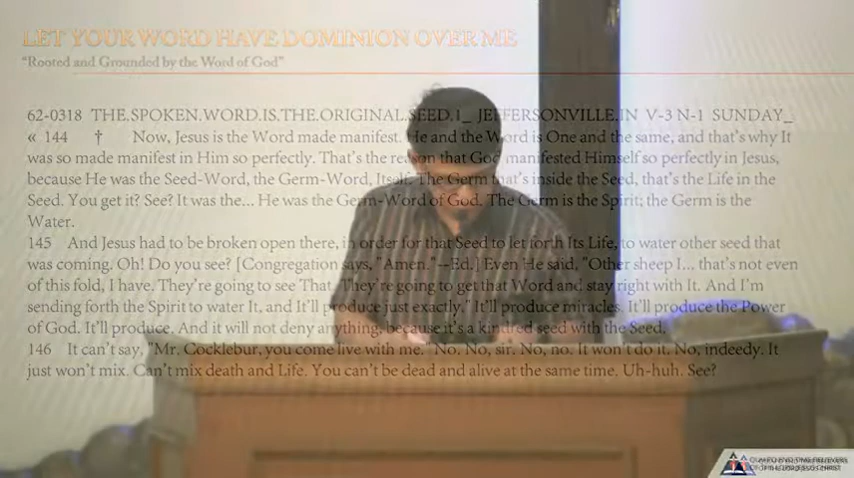 LET YOUR WORD HAVE DOMINION OVER ME
“Rooted and Grounded by the Word of God”
62-0318 THE.SPOKEN.WORD.IS.THE.ORIGINAL.SEED.1_ JEFFERSONVILLE.IN V-3 N-1 SUNDAY_
« 144 † Now, Jesus is the Word made manifest. He and the Word is One and the same, and that's why It
was so made manifest in Him so perfectly. That's the reason that God manifested Himself so perfectly in Jesus,
because He was the Seed-Word, the Germ-Word, Itself; the Germ that's inside the Seed, that's the Life in the
Seed. You get it? See? It was the... He was the Germ-Word of God. The Germ is the Spirit; the Germ is the
Water.
145 And Jesus had to be broken open there, in order for that Seed to let forth Its Life, to water other seed that
was coming. Oh! Do you see? [Congregation says, "Amen."--Ed.] Even He said, "Other sheep I... that's not even
of this fold, I have. They're going to see That. They're going to get that Word and stay right with It. And I'm
sending forth the Spirit to water It, and It'll produce just exactly." It'll produce miracles. It'll produce the Power
of God. It'll produce. And it will not deny anything, because it's a kindred seed with the Seed.
146 It can't say, "Mr. Cocklebur, you come live with me." No. No, sir. No, no. It won't do it. No, indeedy. It
just won't mix. Can't mix death and Life. You can't be dead and alive at the same time. Uh-huh. See?